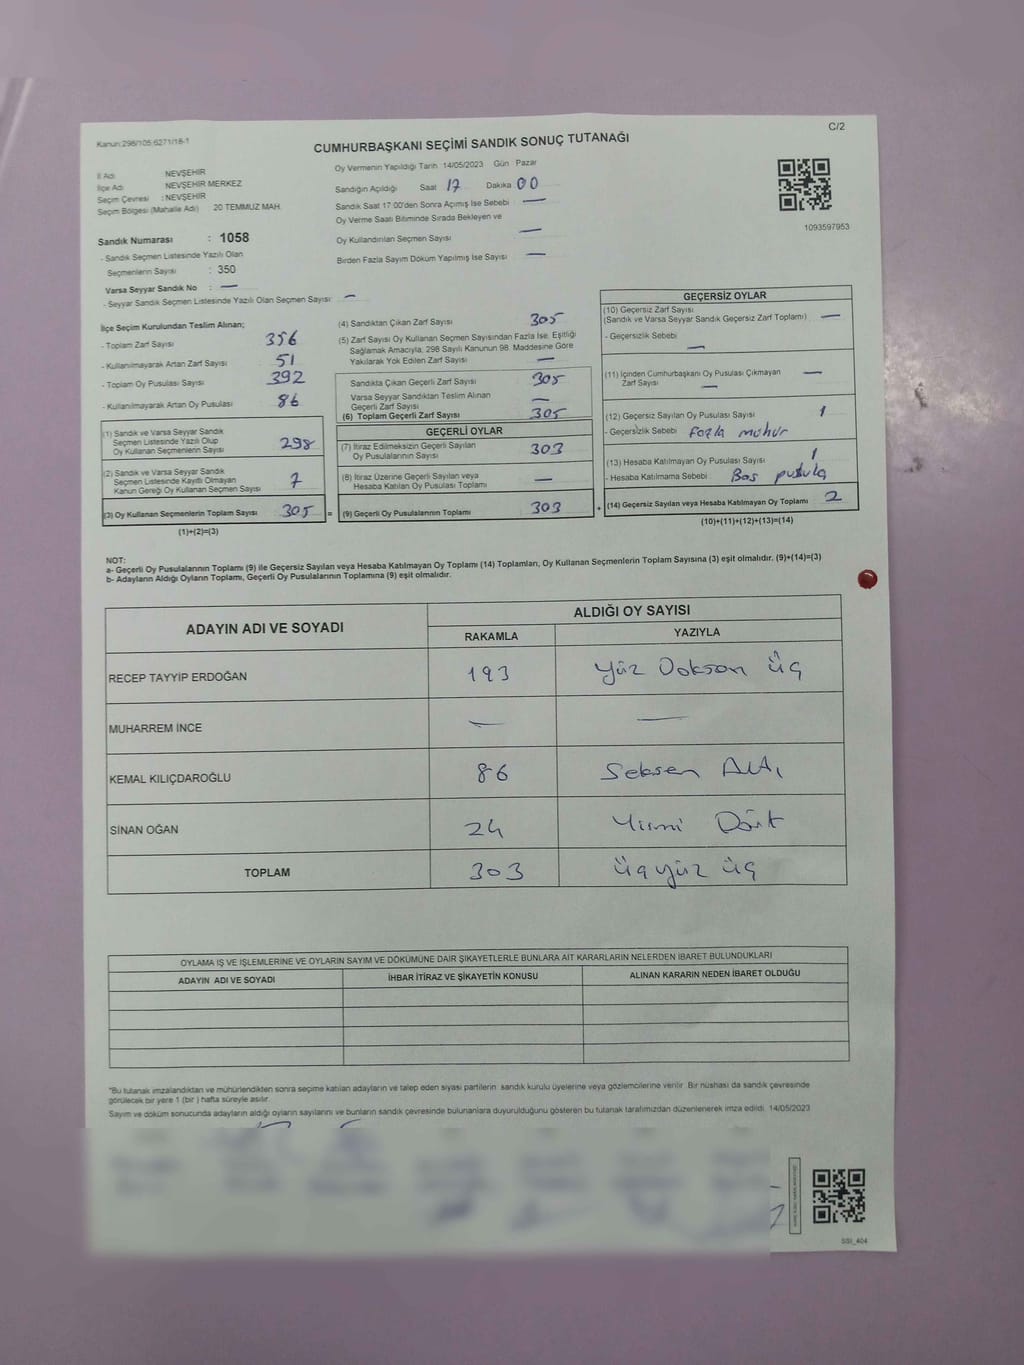 Kanun:298/105.6271/18-1
C/2
CUMHURBAŞKANI SEÇİMİ SANDIK SONUÇ TUTANAĞI
İl Adı NEVŞEHİR
İlçe Adı NEVŞEHİR MERKEZ
Seçim Çevresi : NEVŞEHİR
Seçim Bölgesi (Mahalle Adı) 20 TEMMUZ MAH.
Sandık Numarası : 1058
- Sandık Seçmen Listesinde Yazılı Olan
Seçmenlerin Sayısı : 350
Varsa Seyyar Sandık No : —
- Seyyar Sandık Seçmen Listesinde Yazılı Olan Seçmen Sayısı: —
Oy Vermenin Yapıldığı Tarih 14/05/2023 Gün Pazar
Sandığın Açıldığı Saat 17 Dakika 00
Sandık Saat 17:00'den Sonra Açılmış İse Sebebi —
Oy Verme Saati Bitiminde Sırada Bekleyen ve
Oy Kullandırılan Seçmen Sayısı —
Birden Fazla Sayım Döküm Yapılmış İse Sayısı —
1093597953
İlçe Seçim Kurulundan Teslim Alınan;
- Toplam Zarf Sayısı 356
- Kullanılmayarak Artan Zarf Sayısı 51
- Toplam Oy Pusulası Sayısı 392
- Kullanılmayarak Artan Oy Pusulası 86
(1) Sandık ve Varsa Seyyar Sandık
Seçmen Listesinde Yazılı Olup
Oy Kullanan Seçmenlerin Sayısı 298
(2) Sandık ve Varsa Seyyar Sandık
Seçmen Listesinde Kayıtlı Olmayan
Kanun Gereği Oy Kullanan Seçmen Sayısı 7
(3) Oy Kullanan Seçmenlerin Toplam Sayısı 305 =
(1)+(2)=(3)
(4) Sandıktan Çıkan Zarf Sayısı 305
(5) Zarf Sayısı Oy Kullanan Seçmen Sayısından Fazla İse, Eşitliği
Sağlamak Amacıyla, 298 Sayılı Kanunun 98. Maddesine Göre
Yakılarak Yok Edilen Zarf Sayısı —
Sandıkta Çıkan Geçerli Zarf Sayısı 305
Varsa Seyyar Sandıktan Teslim Alınan
Geçerli Zarf Sayısı —
(6) Toplam Geçerli Zarf Sayısı 305
GEÇERLİ OYLAR
(7) İtiraz Edilmeksizin Geçerli Sayılan
Oy Pusulalarının Sayısı 303
(8) İtiraz Üzerine Geçerli Sayılan veya
Hesaba Katılan Oy Pusulası Toplamı —
(9) Geçerli Oy Pusulalarının Toplamı 303 +
GEÇERSİZ OYLAR
(10) Geçersiz Zarf Sayısı
(Sandık ve Varsa Seyyar Sandık Geçersiz Zarf Toplamı) —
- Geçersizlik Sebebi —
(11) İçinden Cumhurbaşkanı Oy Pusulası Çıkmayan —
Zarf Sayısı —
(12) Geçersiz Sayılan Oy Pusulası Sayısı 1
- Geçersizlik Sebebi Fazla mühür
(13) Hesaba Katılmayan Oy Pusulası Sayısı 1
- Hesaba Katılmama Sebebi Boş pusula
(14) Geçersiz Sayılan veya Hesaba Katılmayan Oy Toplamı 2
(10)+(11)+(12)+(13)=(14)
NOT:
a- Geçerli Oy Pusulalarının Toplamı (9) ile Geçersiz Sayılan veya Hesaba Katılmayan Oy Toplamı (14) Toplamları, Oy Kullanan Seçmenlerin Toplam Sayısına (3) eşit olmalıdır. (9)+(14)=(3)
b- Adayların Aldığı Oyların Toplamı, Geçerli Oy Pusulalarının Toplamına (9) eşit olmalıdır.
ADAYIN ADI VE SOYADI ALDIĞI OY SAYISI
RAKAMLA YAZIYLA
RECEP TAYYİP ERDOĞAN 193 Yüz Doksan üç
MUHARREM İNCE — —
KEMAL KILIÇDAROĞLU 86 Seksen Altı
SİNAN OĞAN 24 Yirmi Dört
TOPLAM 303 Üçyüz üç
OYLAMA İŞ VE İŞLEMLERİNE VE OYLARIN SAYIM VE DÖKÜMÜNE DAİR ŞİKAYETLERLE BUNLARA AİT KARARLARIN NELERDEN İBARET BULUNDUKLARI
ADAYIN ADI VE SOYADI İHBAR İTİRAZ VE ŞİKAYETİN KONUSU ALINAN KARARIN NEDEN İBARET OLDUĞU
*Bu tutanak imzalandıktan ve mühürlendikten sonra seçime katılan adayların ve talep eden siyasi partilerin sandık kurulu üyelerine veya gözlemcilerine verilir. Bir nüshası da sandık çevresinde
görülecek bir yere 1 (bir) hafta süreyle asılır.
Sayım ve döküm sonucunda adayların aldığı oyların sayılarını ve bunların sandık çevresinde bulunanlara duyurulduğunu gösteren bu tutanak tarafımızdan düzenlenerek imza edildi. 14/05/2023
SSI_404